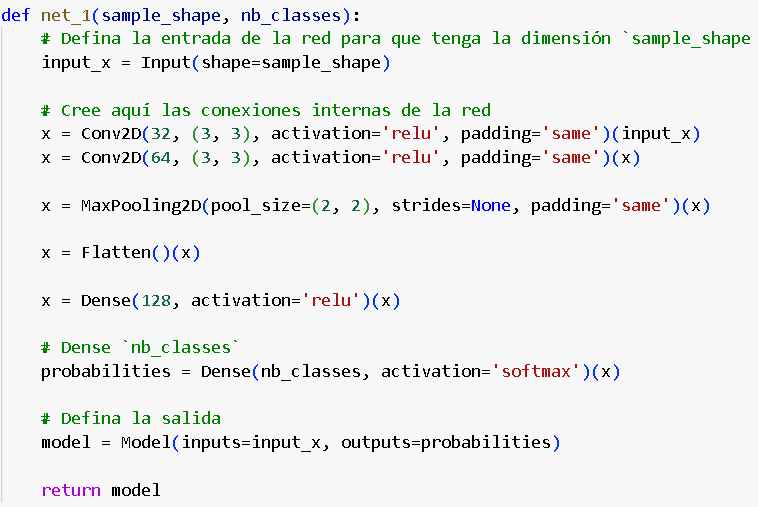 def net_1(sample_shape, nb_classes):
    # Defina la entrada de la red para que tenga la dimensión `sample_shape
    input_x = Input(shape=sample_shape)

    # Cree aquí las conexiones internas de la red
    x = Conv2D(32, (3, 3), activation='relu', padding='same')(input_x)
    x = Conv2D(64, (3, 3), activation='relu', padding='same')(x)

    x = MaxPooling2D(pool_size=(2, 2), strides=None, padding='same')(x)

    x = Flatten()(x)

    x = Dense(128, activation='relu')(x)

    # Dense `nb_classes`
    probabilities = Dense(nb_classes, activation='softmax')(x)

    # Defina la salida
    model = Model(inputs=input_x, outputs=probabilities)

    return model